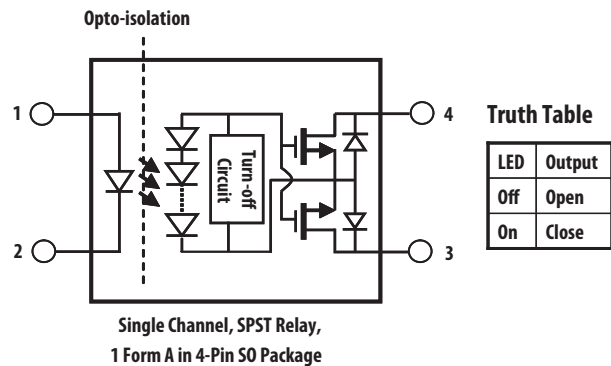 Opto-isolation
1
2
Turn-off
Circuit
4
3
Truth Table
LED Output
Off Open
On Close
Single Channel, SPST Relay,
1 Form A in 4-Pin SO Package